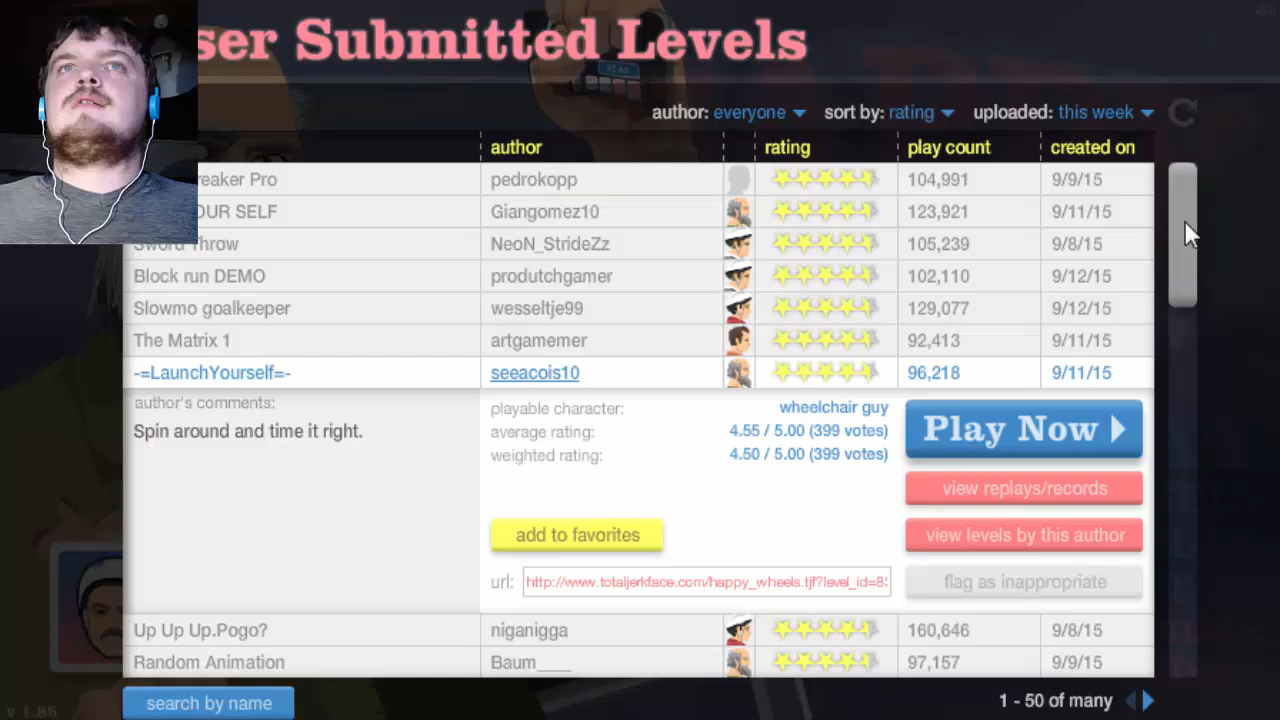 ser Submitted Levels
author: everyone sort by: rating uploaded: this week
author rating play count created on
reaker Pro pedrokopp 104,991 9/9/15
OUR SELF Giangomez10 123,921 9/11/15
Sword Throw NeoN_StrideZz 105,239 9/8/15
Block run DEMO produtchgamer 102,110 9/12/15
Slowmo goalkeeper wesseltje99 129,077 9/12/15
The Matrix 1 artgamemer 92,413 9/11/15
-=LaunchYourself=- seeacois10 96,218 9/11/15
author's comments:
Spin around and time it right.
playable character: wheelchair guy
average rating: 4.55 / 5.00 (399 votes)
weighted rating: 4.50 / 5.00 (399 votes)
Play Now
view replays/records
add to favorites
view levels by this author
url: http://www.totaljerkface.com/happy_wheels.tjf?level_id=8
flag as inappropriate
Up Up Up.Pogo? niganigga 160,646 9/8/15
Random Animation Baum____ 97,157 9/9/15
search by name
1 - 50 of many
v 1.86